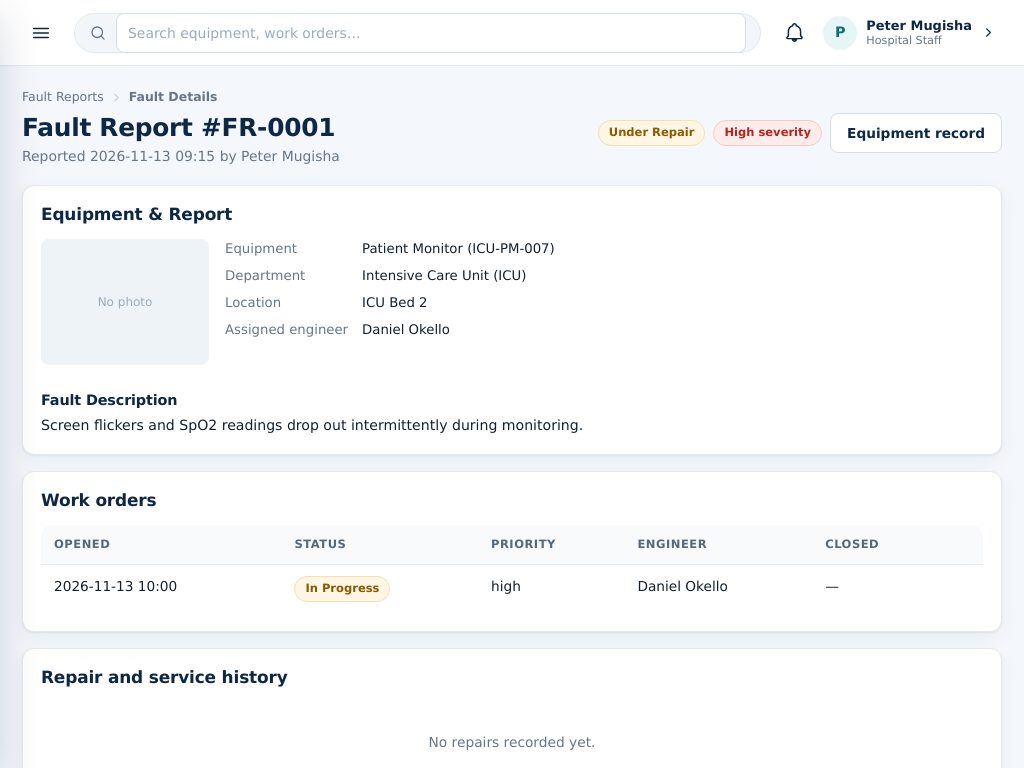 Search equipment, work orders...
P
Peter Mugisha
Hospital Staff
Fault Reports > Fault Details
Fault Report #FR-0001
Reported 2026-11-13 09:15 by Peter Mugisha
Under Repair
High severity
Equipment record
Equipment & Report
No photo
Equipment Patient Monitor (ICU-PM-007)
Department Intensive Care Unit (ICU)
Location ICU Bed 2
Assigned engineer Daniel Okello
Fault Description
Screen flickers and SpO2 readings drop out intermittently during monitoring.
Work orders
OPENED STATUS PRIORITY ENGINEER CLOSED
2026-11-13 10:00 In Progress high Daniel Okello —
Repair and service history
No repairs recorded yet.